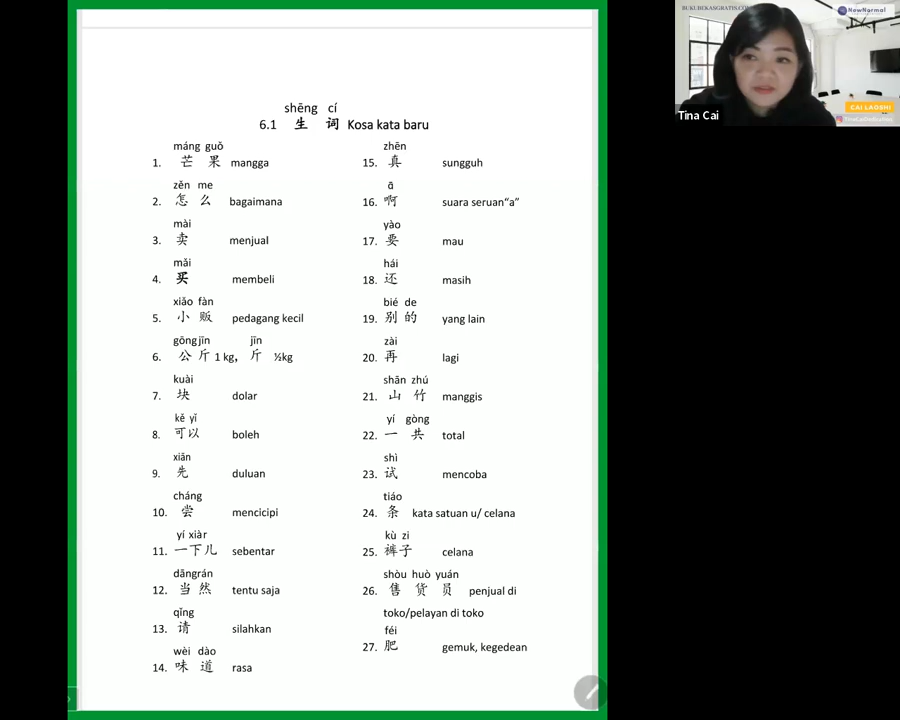 shēng cí
6.1 生 词 Kosa kata baru
máng guǒ
1. 芒 果 mangga
zěn me
2. 怎 么 bagaimana
mài
3. 卖 menjual
mǎi
4. 买 membeli
xiǎo fàn
5. 小 贩 pedagang kecil
gōng jīn jīn
6. 公 斤 1 kg, 斤 ½kg
kuài
7. 块 dolar
kě yǐ
8. 可以 boleh
xiān
9. 先 duluan
cháng
10. 尝 mencicipi
yí xiàr
11. 一下儿 sebentar
dāngrán
12. 当 然 tentu saja
qǐng
13. 请 silahkan
wèi dào
14. 味 道 rasa
zhēn
15. 真 sungguh
ā
16. 啊 suara seruan“a”
yào
17. 要 mau
hái
18. 还 masih
bié de
19. 别 的 yang lain
zài
20. 再 lagi
shān zhú
21. 山 竹 manggis
yí gòng
22. 一 共 total
shì
23. 试 mencoba
tiáo
24. 条 kata satuan u/ celana
kù zi
25. 裤子 celana
shòu huò yuán
26. 售 货 员 penjual di
toko/pelayan di toko
féi
27. 肥 gemuk, kegedean
BUKUBEKASGRATIS.CO
NewNormal
CAI LAOSHI
Tina Cai